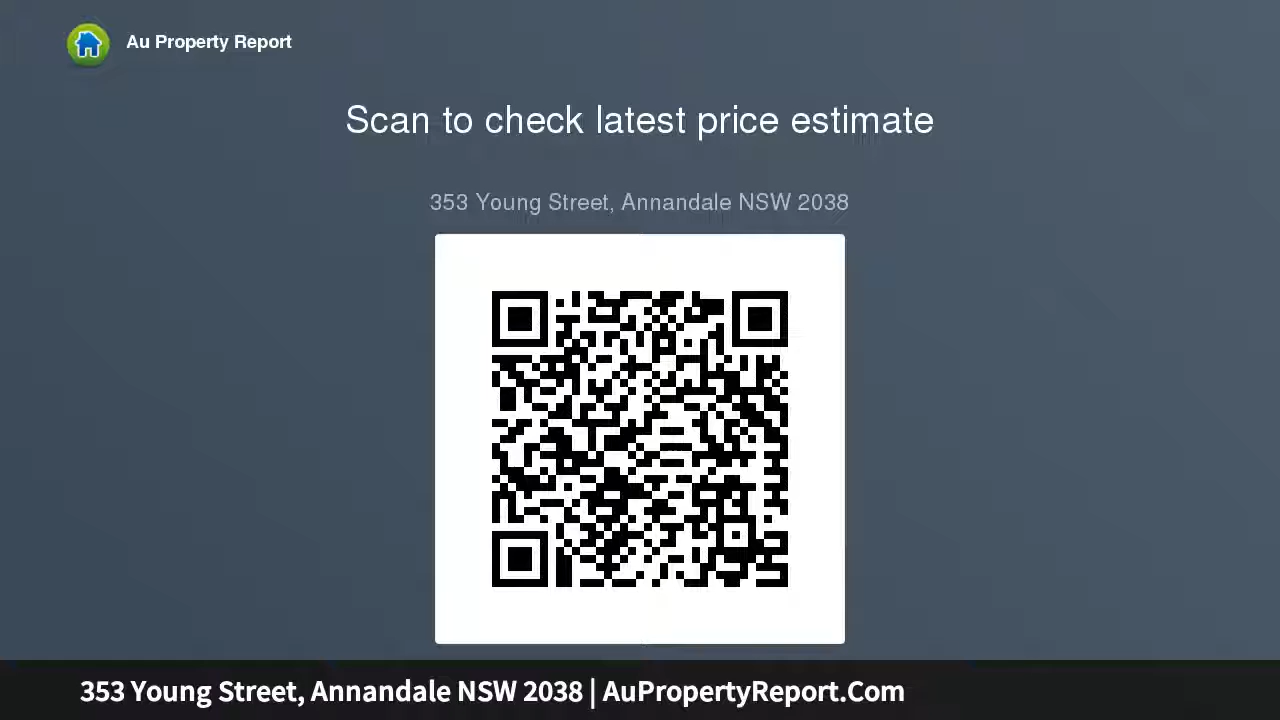 Au Property Report
Scan to check latest price estimate
353 Young Street, Annandale NSW 2038
353 Young Street, Annandale NSW 2038 | AuPropertyReport.Com